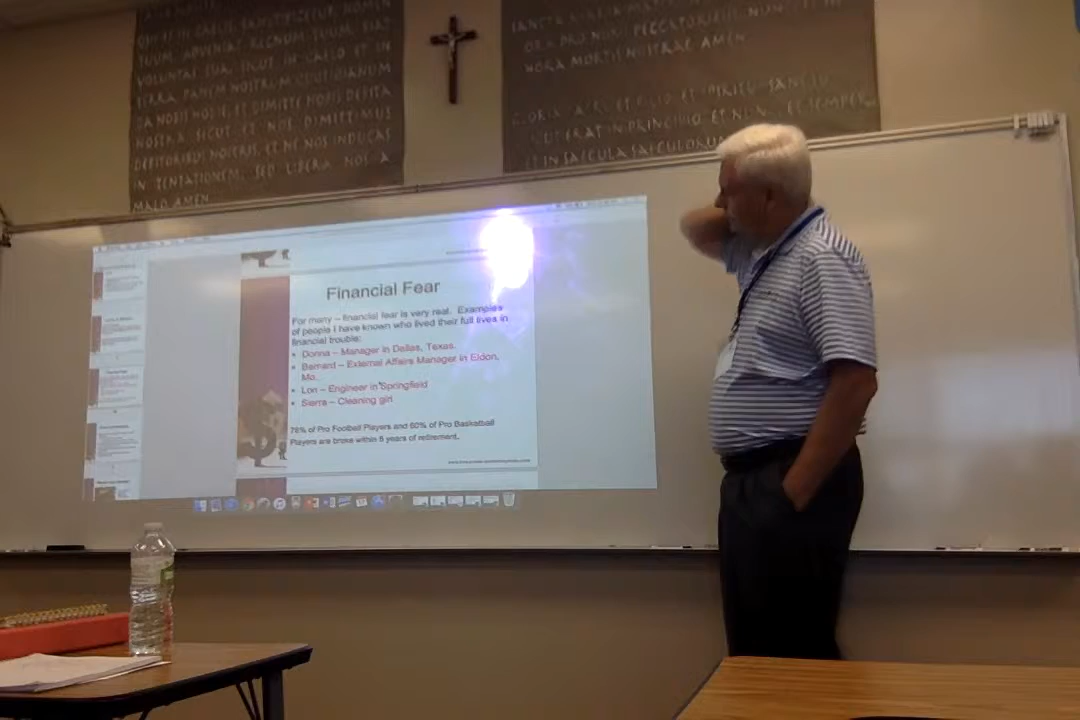 TUUM, ADVENIAT REGNUM TUUM, FIAT
VOLUNTAS TUA, SICUT IN CAELO ET IN
TERRA. PANEM NOSTRUM QUOTIDIANUM
DA NOBIS HODIE, ET DIMITTE NOBIS DEBITA
NOSTRA SICUT ET NOS DIMITTIMUS
DEBITORIBUS NOSTRIS. ET NE NOS INDUCAS
IN TENTATIONEM, SED LIBERA NOS A
MALO. AMEN
SANCTA MARIA
ORA PRO NOBIS PECCATORIBUS, NUNC ET IN
HORA MORTIS NOSTRAE. AMEN
GLORIA PATRI, ET FILIO, ET SPIRITUI SANCTO
SICUT ERAT IN PRINCIPIO, ET NUNC, ET SEMPER,
ET IN SAECULA SAECULORUM
Financial Fear
For many – financial fear is very real. Examples
of people I have known who lived their full lives in
financial trouble:
• Donna – Manager in Dallas, Texas.
• Bernard – External Affairs Manager in Eldon,
Mo.
• Lon – Engineer in Springfield
• Sierra – Cleaning girl
78% of Pro Football Players and 60% of Pro Basketball
Players are broke within 5 years of retirement.